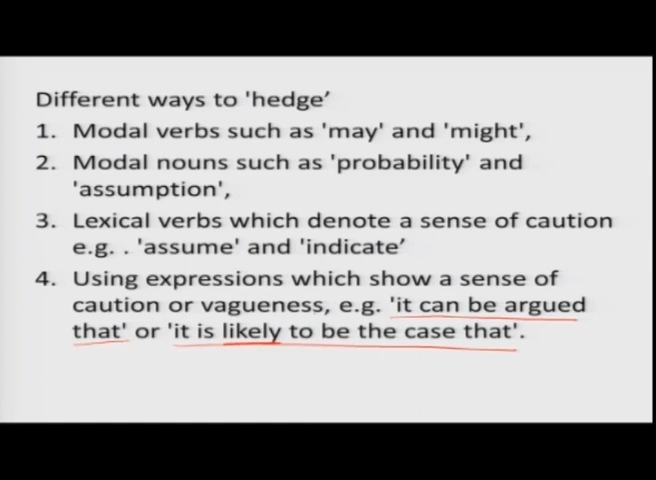 Different ways to 'hedge’
1. Modal verbs such as 'may' and 'might',
2. Modal nouns such as 'probability' and
'assumption',
3. Lexical verbs which denote a sense of caution
e.g. . 'assume' and 'indicate’
4. Using expressions which show a sense of
caution or vagueness, e.g. 'it can be argued
that' or 'it is likely to be the case that'.